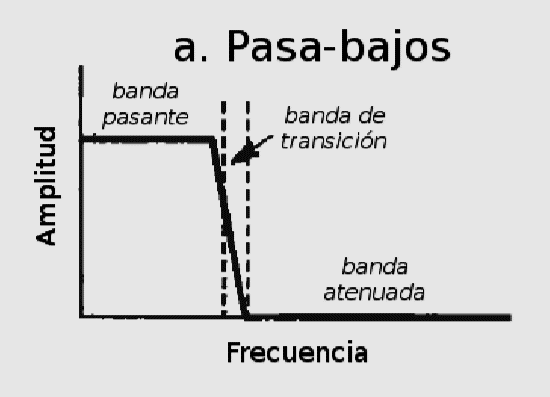 a. Pasa-bajos
banda
pasante
banda de
transición
Amplitud
banda
atenuada
Frecuencia